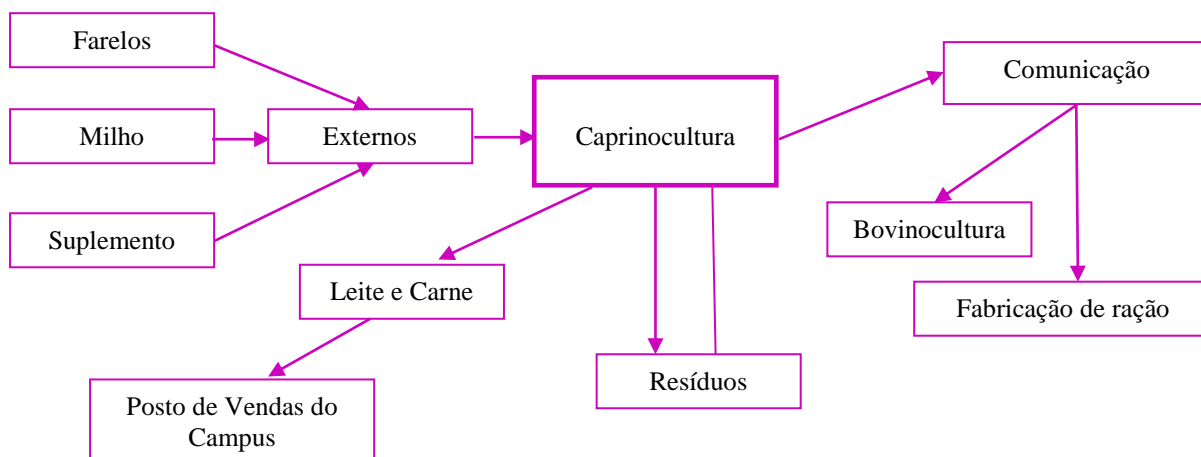 Farelos
Comunicação
Milho
Externos
Caprinocultura
Suplemento
Bovinocultura
Leite e Carne
Fabricação de ração
Resíduos
Posto de Vendas do
Campus